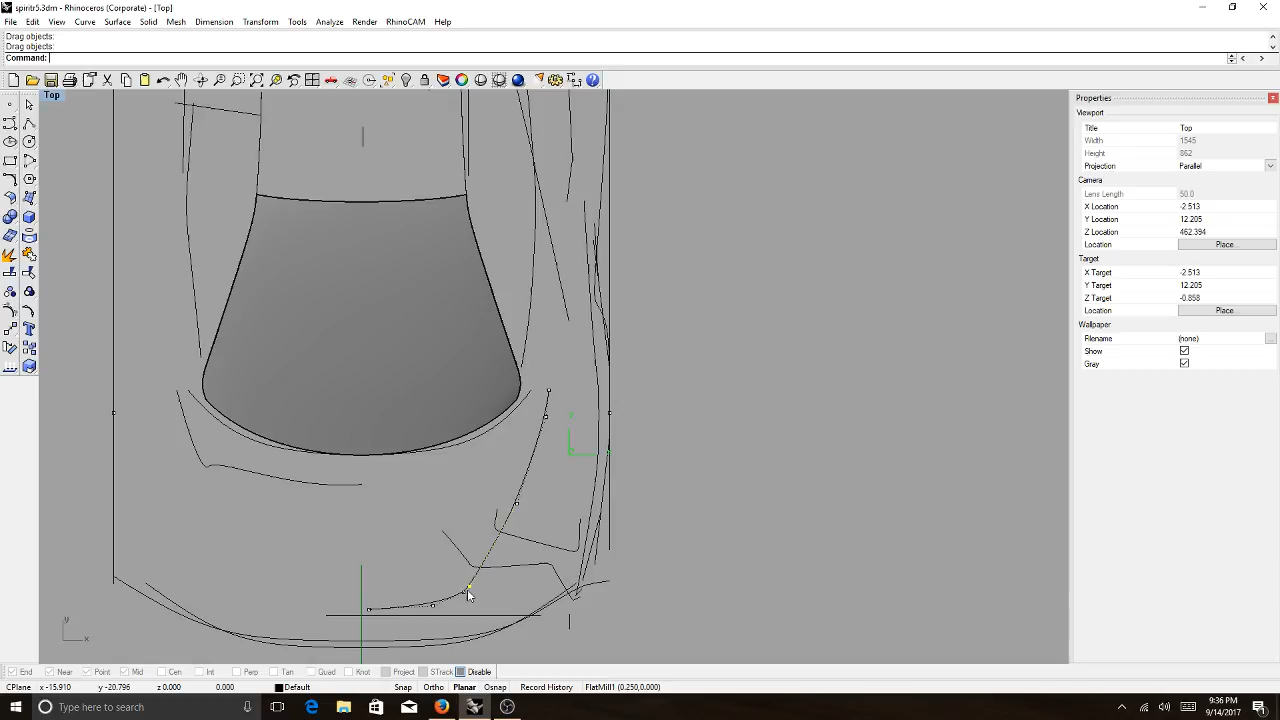 spiritr5.3dm - Rhinoceros (Corporate) - [Top]
File Edit View Curve Surface Solid Mesh Dimension Transform Tools Analyze Render RhinoCAM Help
Drag objects:
Drag objects:
Command:
Top
Properties
Viewport
Title Top
Width 1545
Height 862
Projection Parallel
Camera
Lens Length 50.0
X Location -2.513
Y Location 12.205
Z Location 462.394
Location Place...
Target
X Target -2.513
Y Target 12.205
Z Target -0.858
Location Place...
Wallpaper
Filename (none)
Show
Gray
y
x
End Near Point Mid Cen Int Perp Tan Quad Knot Project STrack Disable
CPlane x -15.910 y -20.796 z 0.000 0.000 Default Snap Ortho Planar Osnap Record History FlatMill1 (0.250,0.000)
Type here to search
9:36 PM
9/14/2017